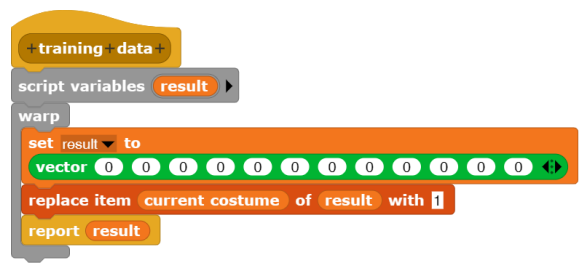 +training+data+
script variables result
warp
set result to
vector 0 0 0 0 0 0 0 0 0 0 0 0
replace item current costume of result with 1
report result